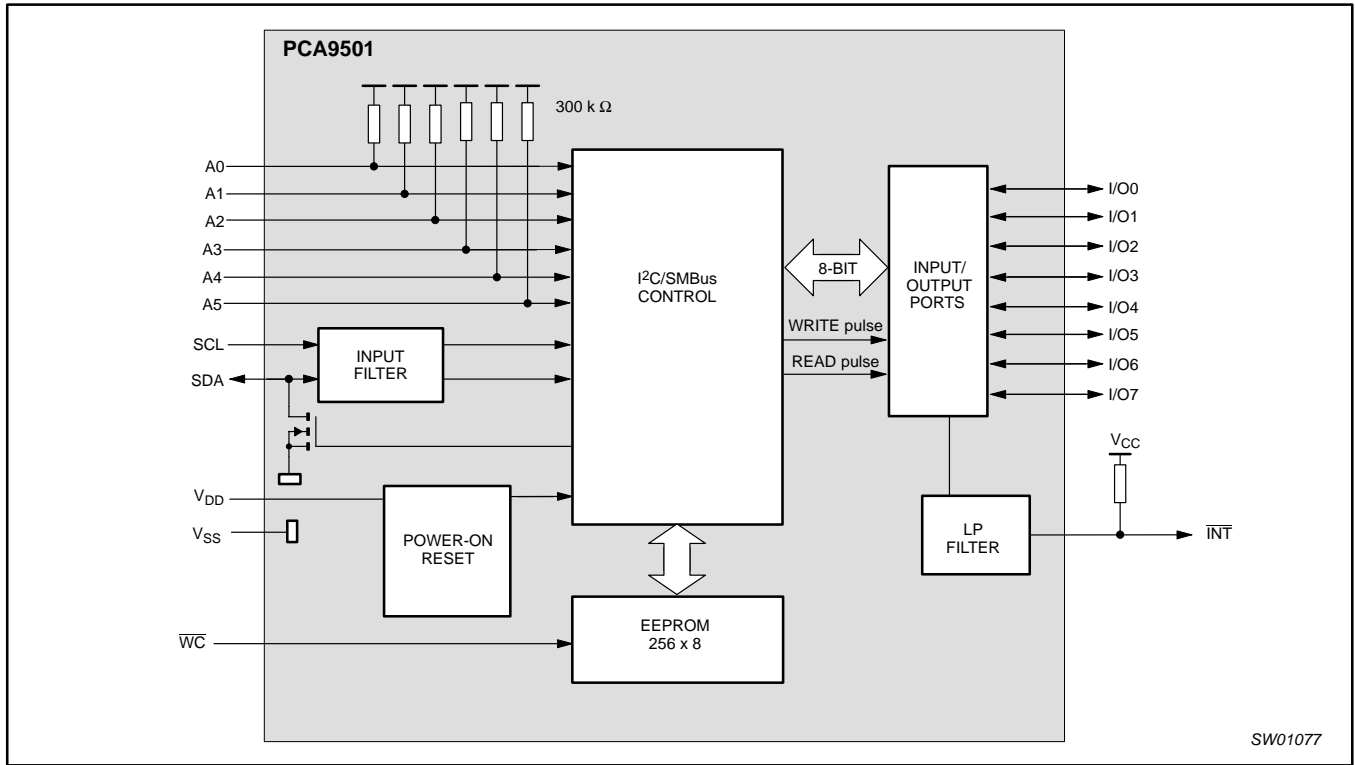 PCA9501
300 k Ω
A0
A1
A2
A3
A4
A5
SCL
SDA
VDD
VSS
WC
INPUT
FILTER
POWER-ON
RESET
I2C/SMBus
CONTROL
EEPROM
256 x 8
8-BIT
WRITE pulse
READ pulse
INPUT/
OUTPUT
PORTS
I/O0
I/O1
I/O2
I/O3
I/O4
I/O5
I/O6
I/O7
VCC
LP
FILTER
INT
SW01077